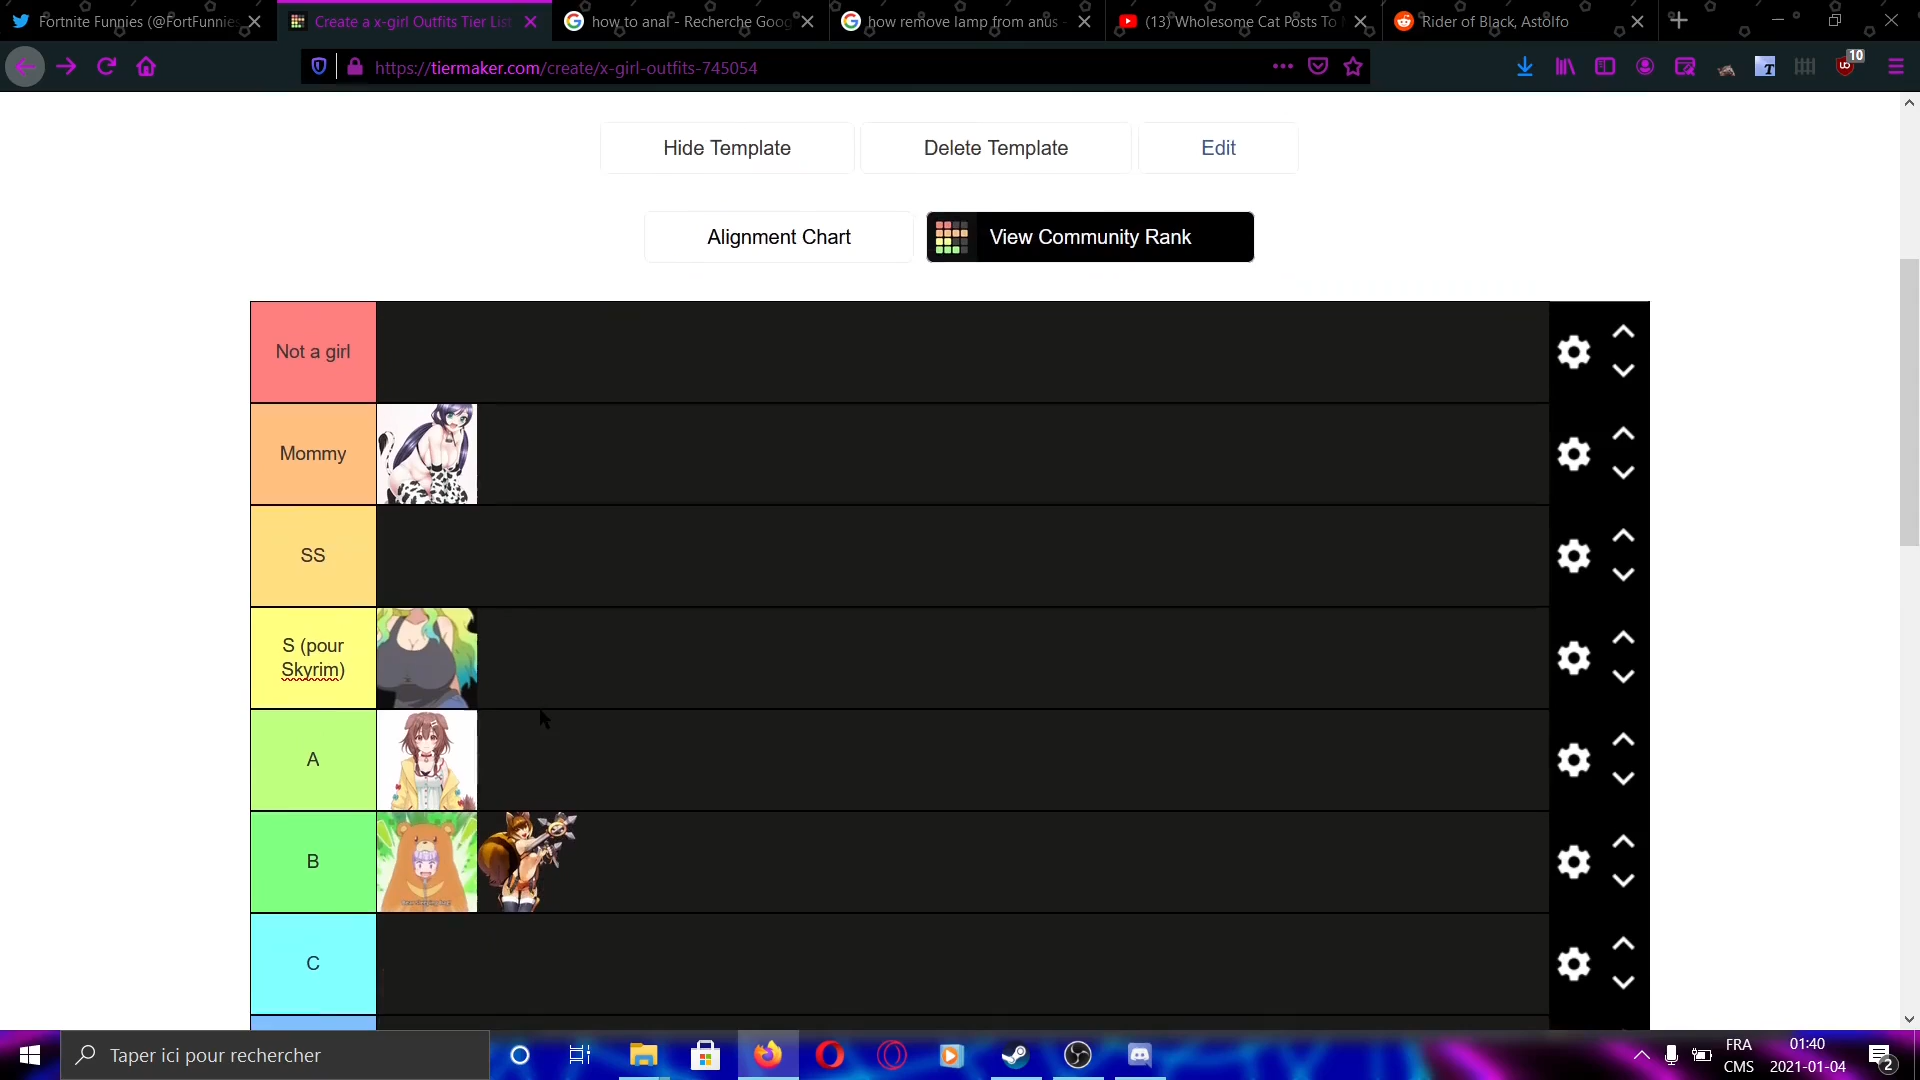 Fortnite Funnies (@FortFunnies
Create a x-girl Outfits Tier List
how to anal - Recherche Goog
how remove lamp from anus -
(13) Wholesome Cat Posts To
Rider of Black, Astolfo
https://tiermaker.com/create/x-girl-outfits-745054
10
Hide Template
Delete Template
Edit
Alignment Chart
View Community Rank
Not a girl
Mommy
SS
S (pour
Skyrim)
A
B
C
Taper ici pour rechercher
FRA
CMS
01:40
2021-01-04
2